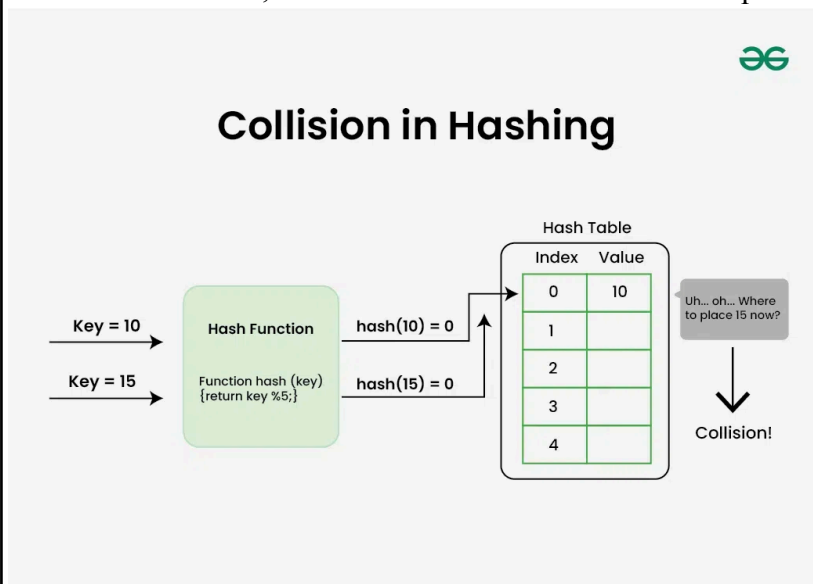 Collision in Hashing
Hash Table
Index Value
Key = 10
Key = 15
Hash Function
Function hash (key)
{return key %5;}
hash(10) = 0
hash(15) = 0
0 10
1
2
3
4
Uh... oh... Where
to place 15 now?
Collision!